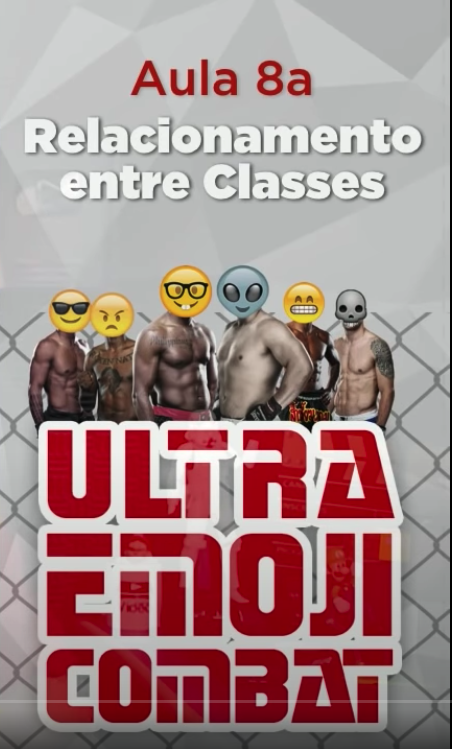 Aula 8a
Relacionamento
entre Classes
ULTRA
EMOJI
COMBAT